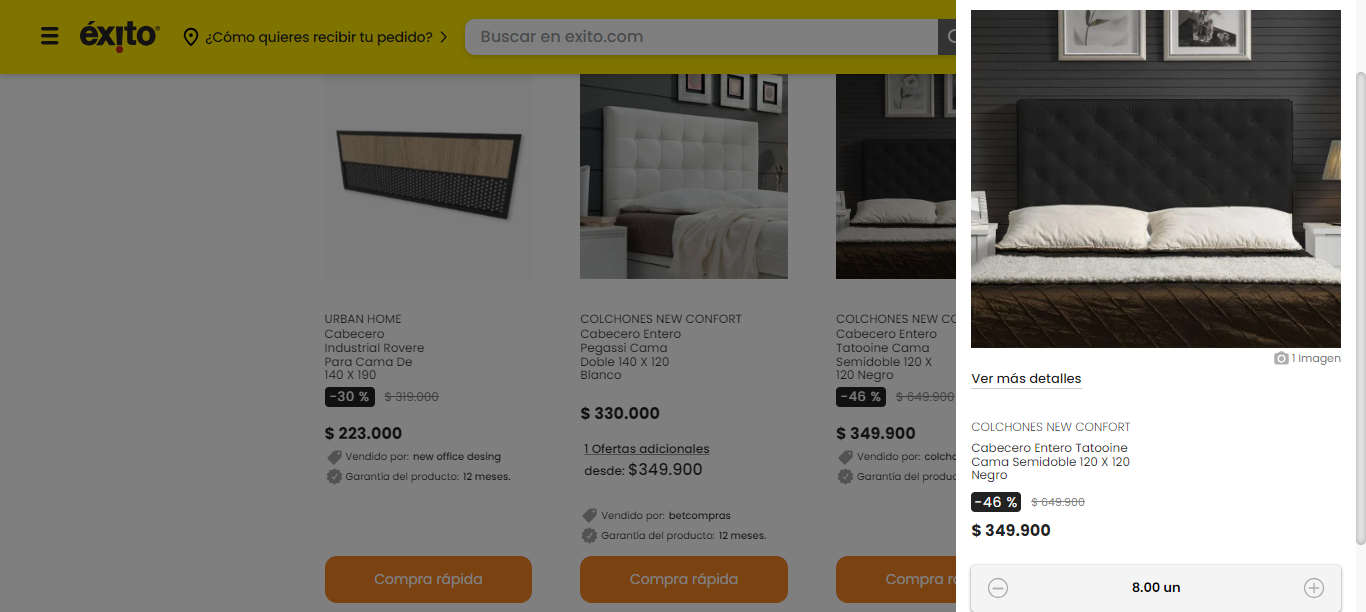 éxito
¿Cómo quieres recibir tu pedido?
Buscar en exito.com
URBAN HOME
Cabecero
Industrial Rovere
Para Cama De
140 X 190
-30 %
$ 319.000
$ 223.000
Vendido por: new office desing
Garantía del producto: 12 meses.
Compra rápida
COLCHONES NEW CONFORT
Cabecero Entero
Pegassi Cama
Doble 140 X 120
Blanco
$ 330.000
1 Ofertas adicionales
desde: $349.900
Vendido por: betcompras
Garantía del producto: 12 meses.
Compra rápida
COLCHONES NEW CO
Cabecero Entero
Tatooine Cama
Semidoble 120 X
120 Negro
-46 %
$ 649.900
$ 349.900
Vendido por: colcho
Garantía del produc
Compra r
1 Imagen
Ver más detalles
COLCHONES NEW CONFORT
Cabecero Entero Tatooine
Cama Semidoble 120 X 120
Negro
-46 %
$ 649.900
$ 349.900
8.00 un